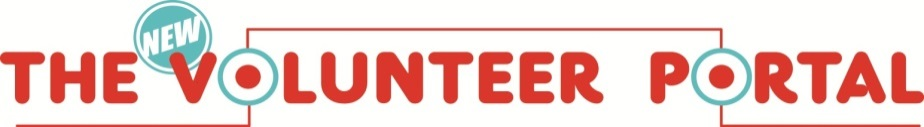 THE NEW VOLUNTEER PORTAL